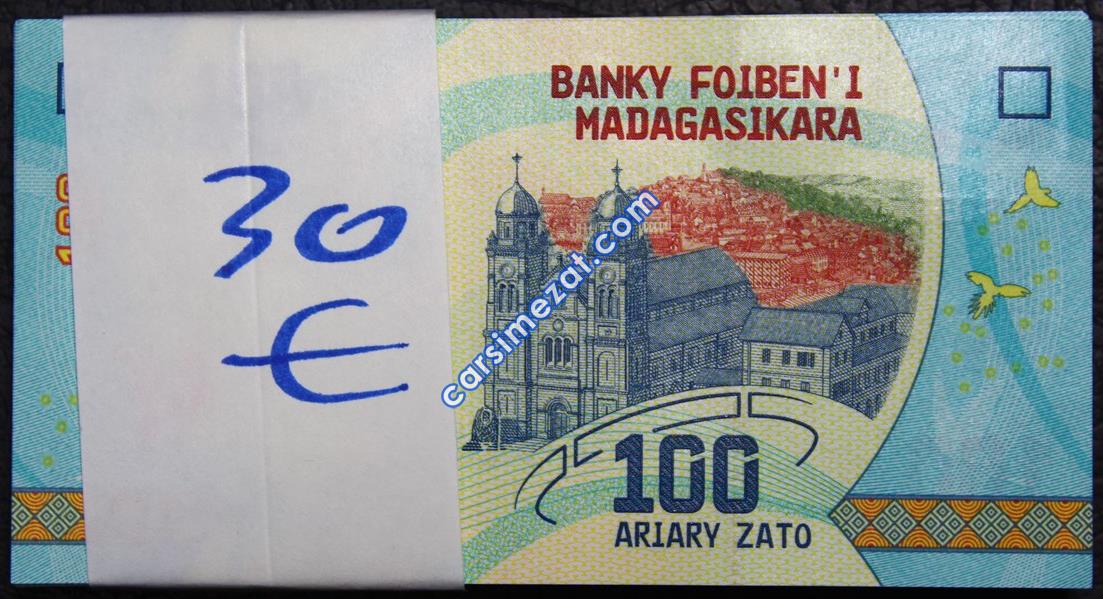 30
€
BANKY FOIBEN'I
MADAGASIKARA
carsimezat.com
100
ARIARY ZATO